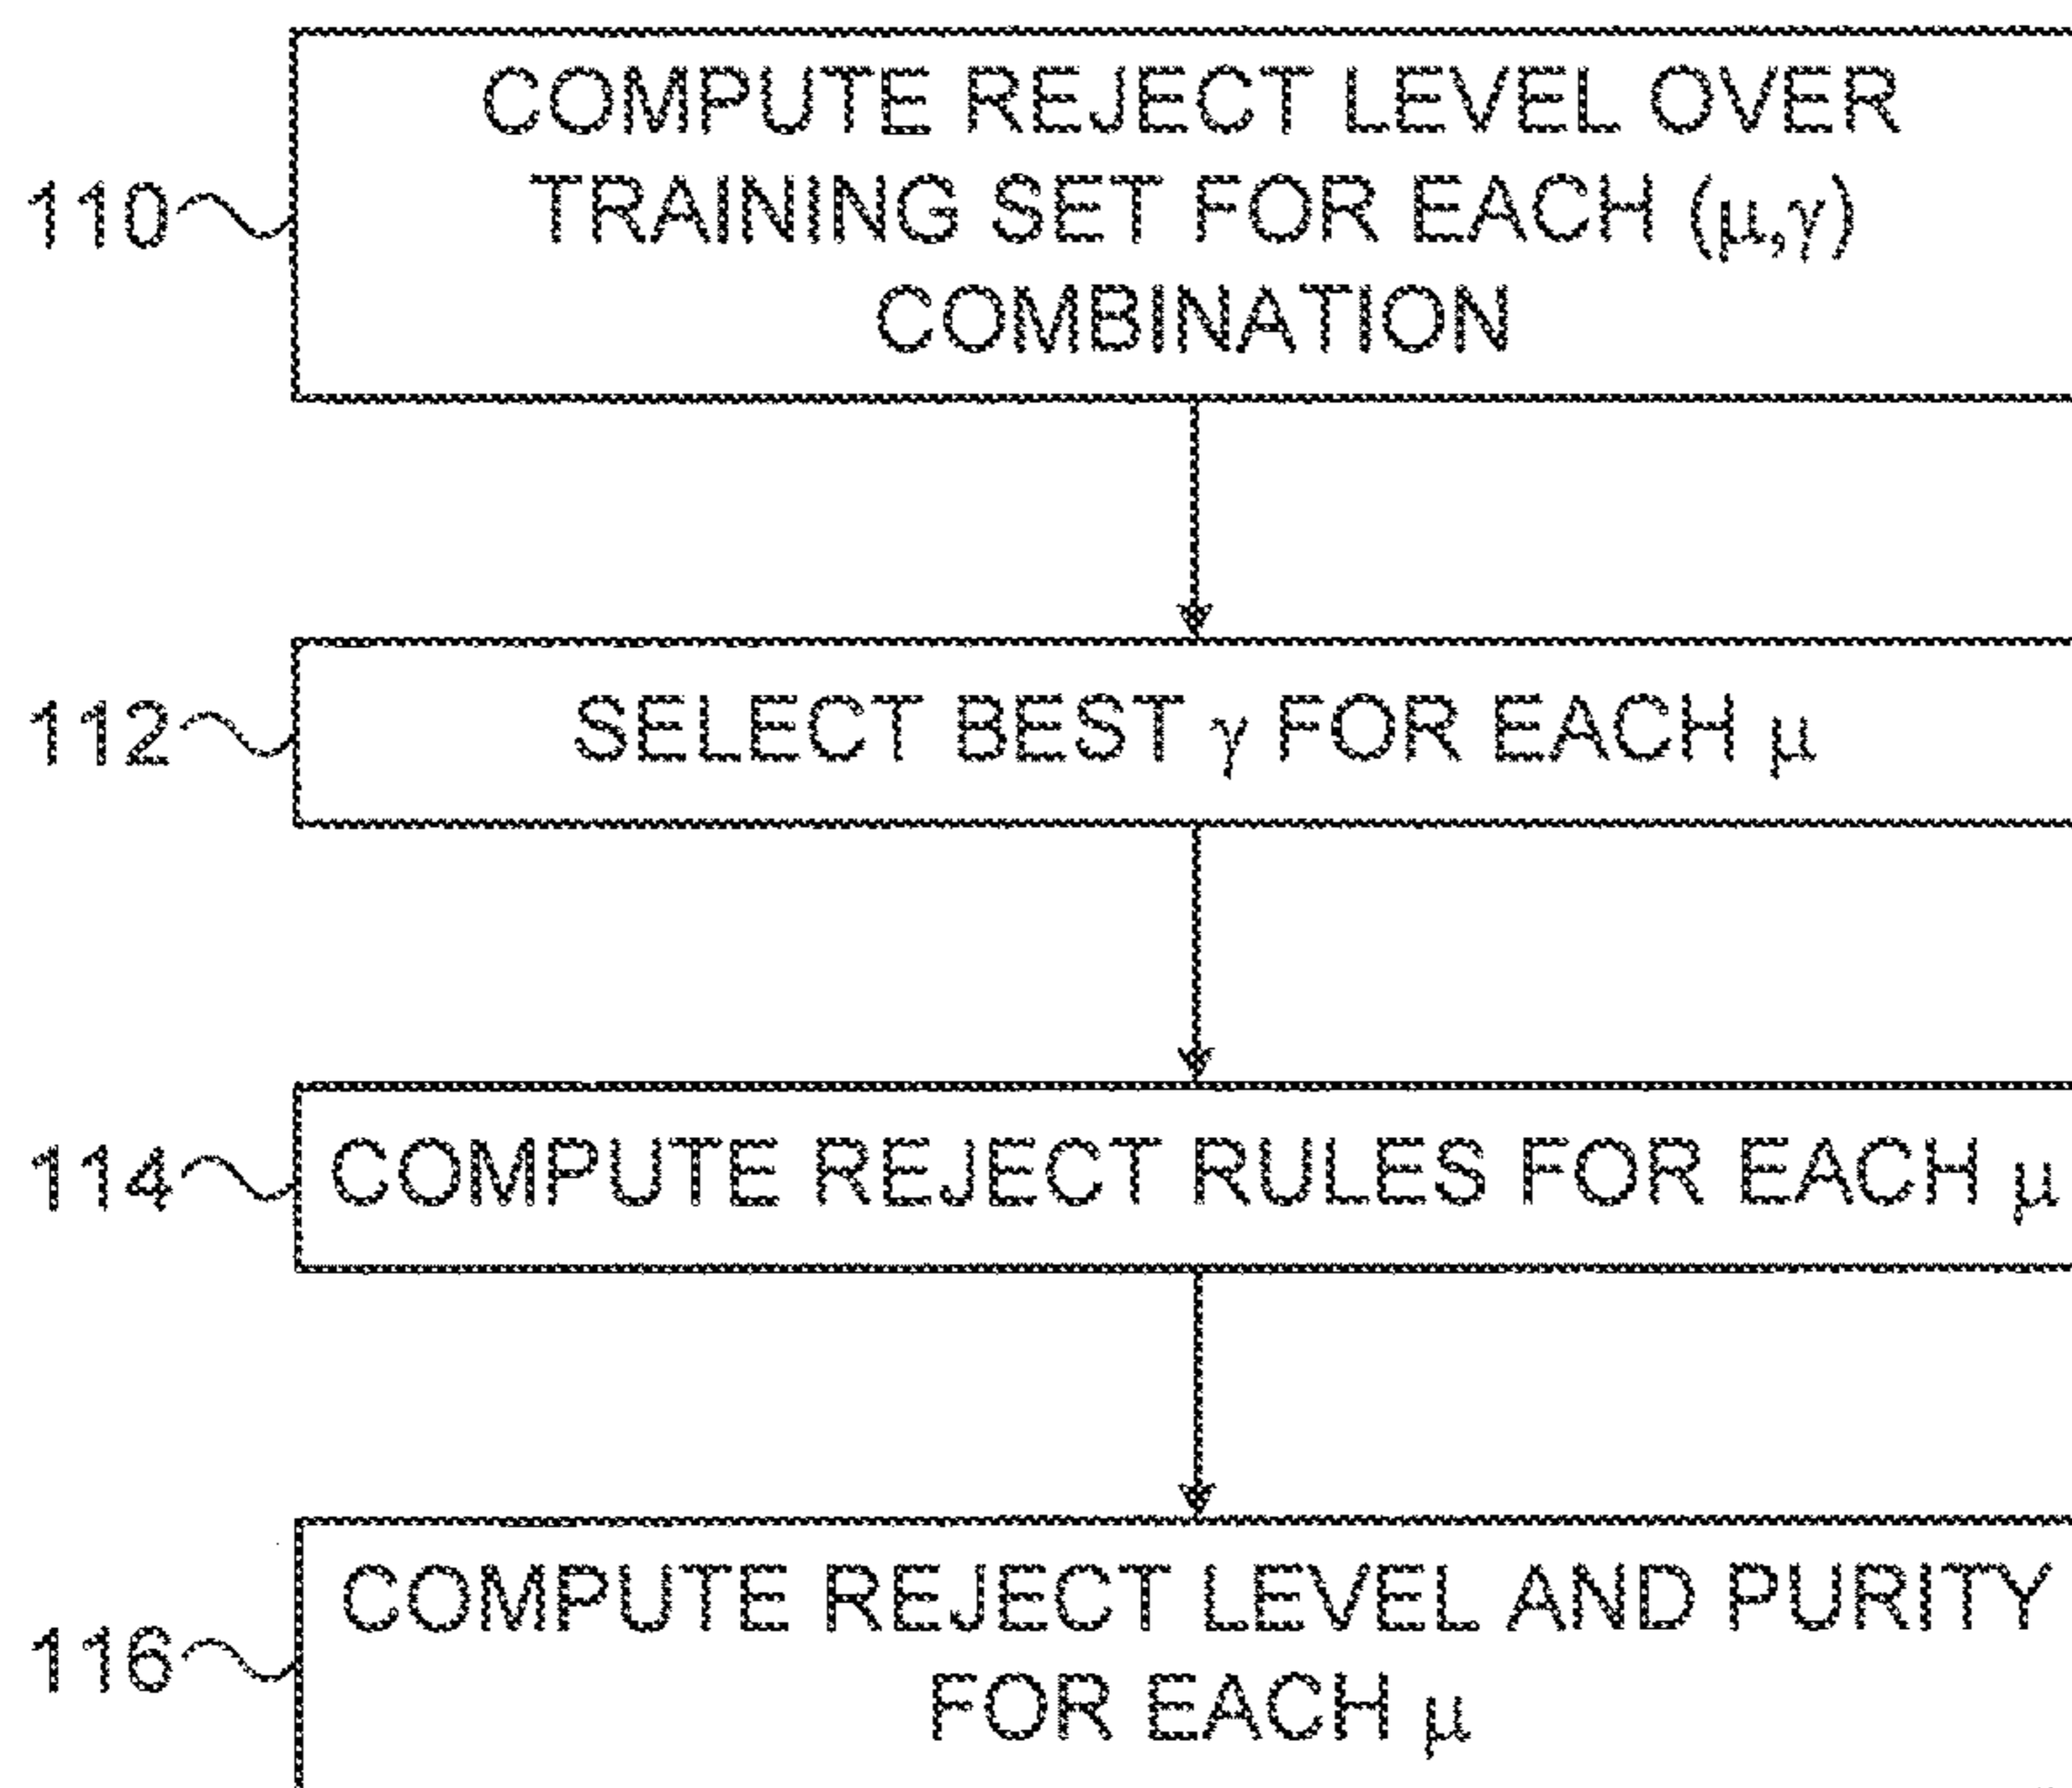 COMPUTE REJECT LEVEL OVER
110 TRAINING SET FOR EACH (μ,γ)
COMBINATION
112 SELECT BEST γ FOR EACH μ
114 COMPUTE REJECT RULES FOR EACH μ
COMPUTE REJECT LEVEL AND PURITY
116
FOR EACH μ